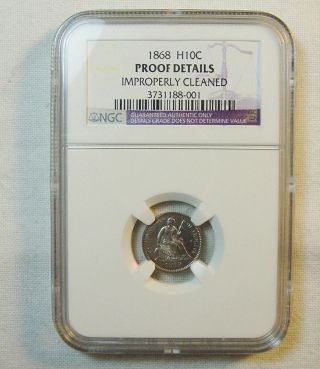 1868 H10C
PROOF DETAILS
IMPROPERLY CLEANED
3731188-001
NGC
GUARANTEED AUTHENTIC ONLY
DETAILS GRADE DOES NOT DETERMINE VALUE